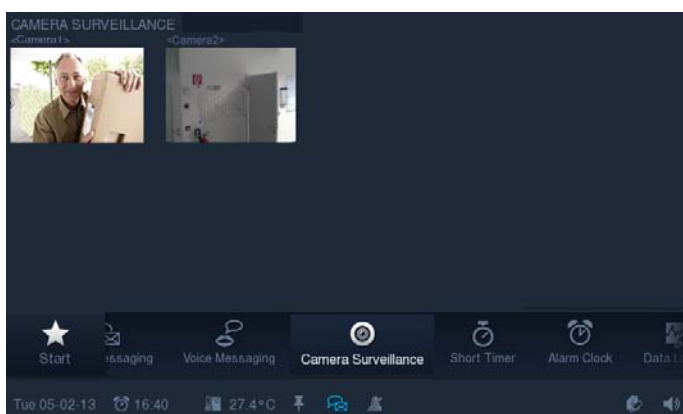 CAMERA SURVEILLANCE
<Camera1>
<Camera2>
Start
essaging
Voice Messaging
Camera Surveillance
Short Timer
Alarm Clock
Data L
Tue 05-02-13
16:40
27.4°C